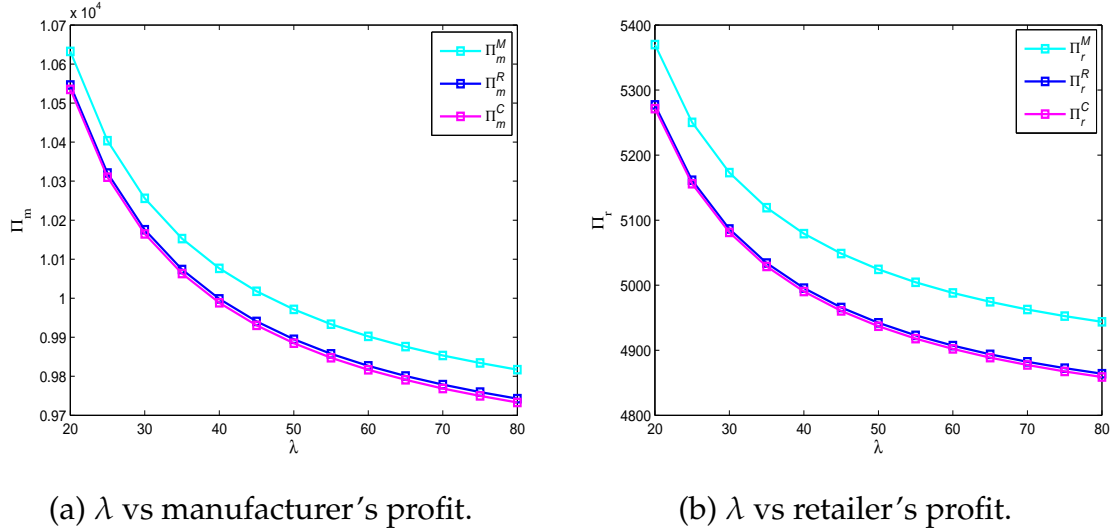 1.07 x 10^4
1.06
1.05
1.04
1.03
1.02
1.01
1
0.99
0.98
0.97
20 30 40 50 60 70 80
λ
Π_m
Π_m^M
Π_m^R
Π_m^C
5400
5300
5200
5100
5000
4900
4800
20 30 40 50 60 70 80
λ
Π_r
Π_r^M
Π_r^R
Π_r^C
(a) λ vs manufacturer's profit.
(b) λ vs retailer's profit.